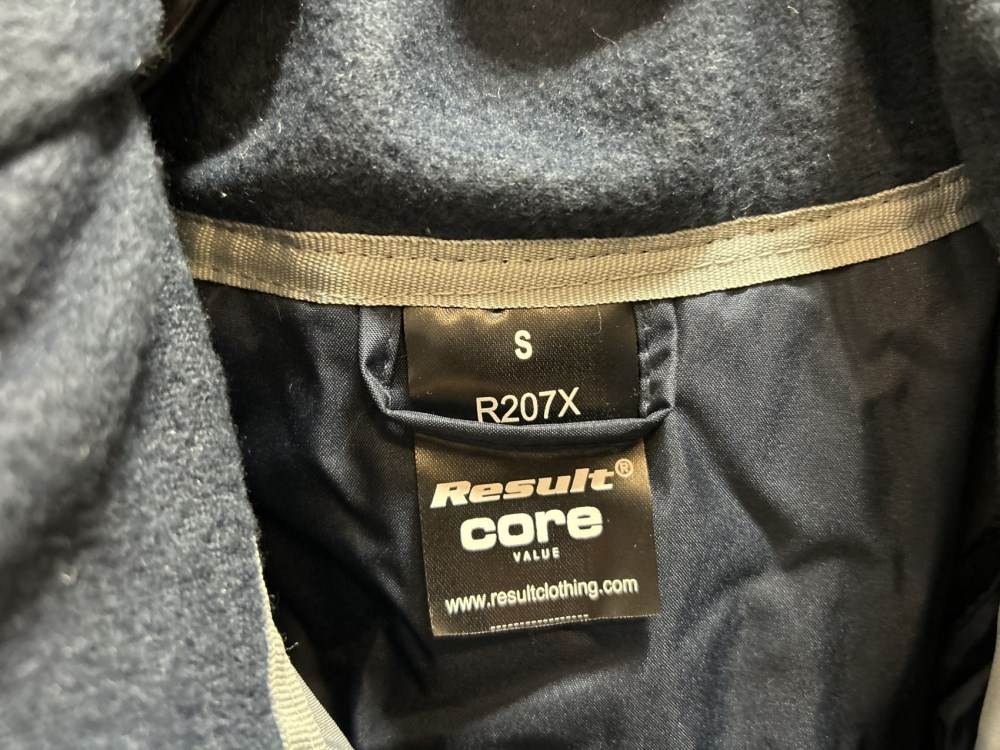 S
R207X
Result®
core
VALUE
www.resultclothing.com